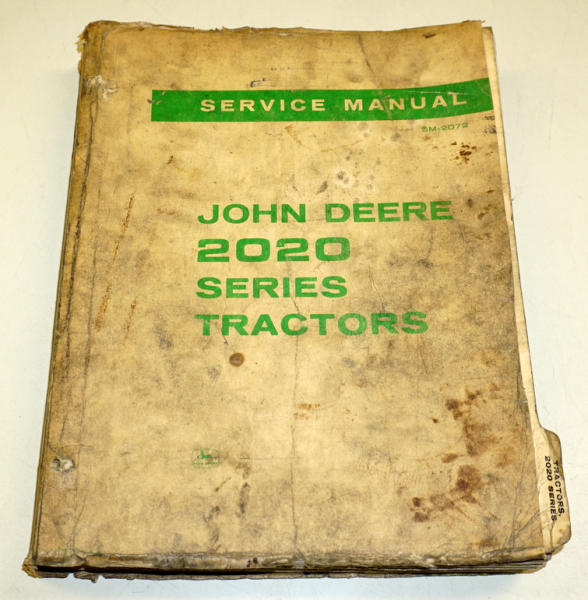 SERVICE MANUAL
SM-2072
JOHN DEERE
2020
SERIES
TRACTORS
TRACTORS,
2020 SERIES